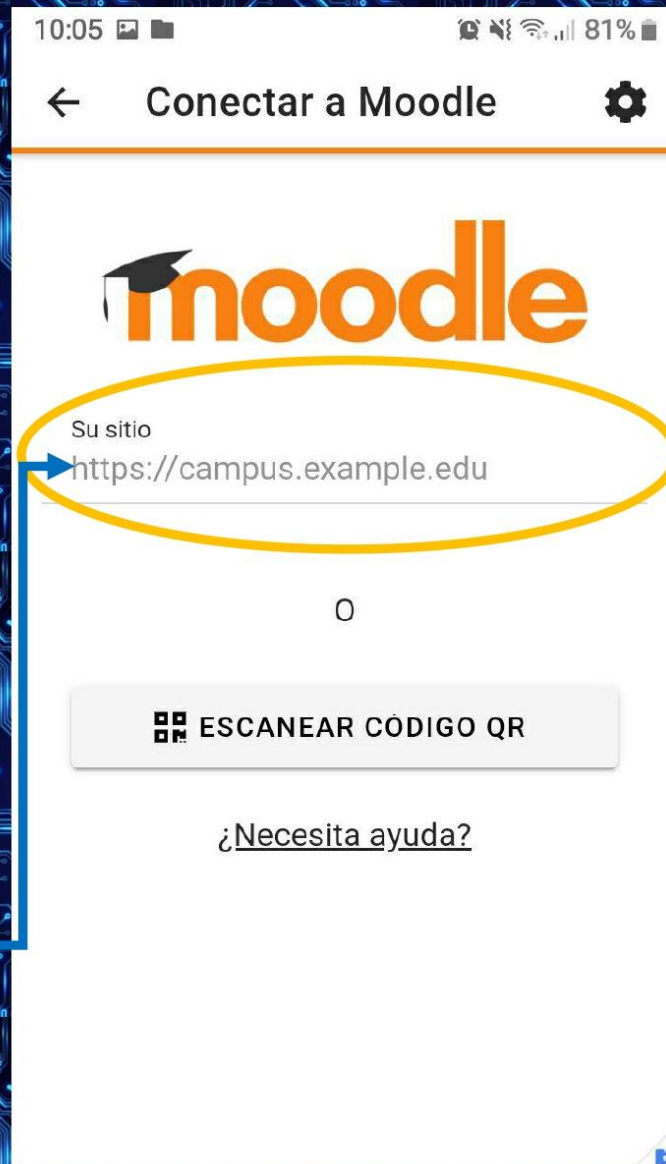 10:05 81%
Conectar a Moodle
moodle
Su sitio
https://campus.example.edu
O
ESCANEAR CÓDIGO QR
¿Necesita ayuda?